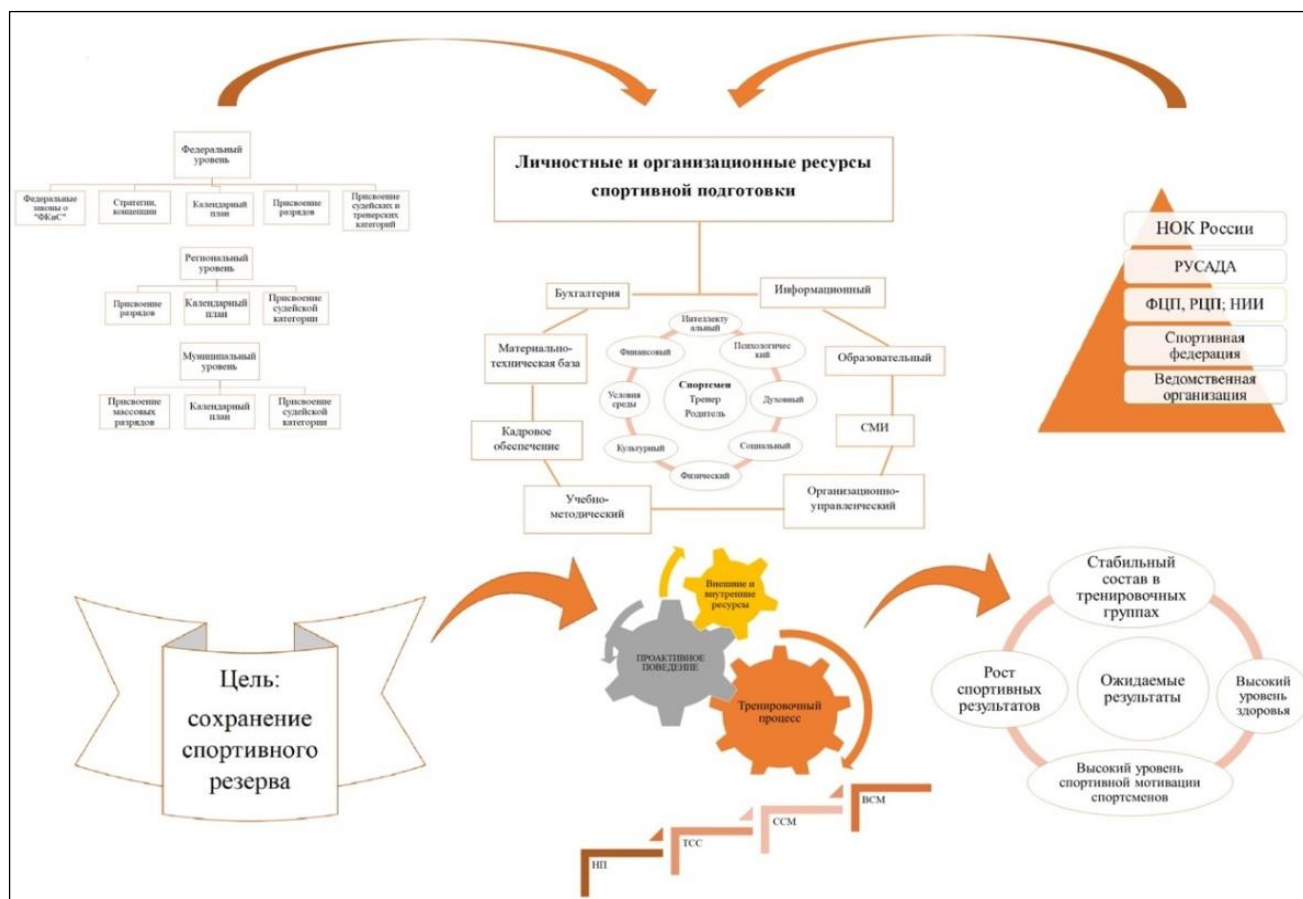 Федеральный
уровень
Федеральные
законы о
"ФКиС"
Стратегии,
концепции
Календарный
план
Присвоение
разрядов
Присвоение
судейских и
тренерских
категорий
Региональный
уровень
Присвоение
разрядов
Календарный
план
Присвоение
судейской
категории
Муниципальный
уровень
Присвоение
массовых
разрядов
Календарный
план
Присвоение
судейской
категории
Личностные и организационные ресурсы
спортивной подготовки
Бухгалтерия
Информационный
Материально-
техническая база
Образовательный
Кадровое
обеспечение
СМИ
Учебно-
методический
Организационно-
управленческий
Интеллекту
альный
Финансовый
Психологичес
кий
Условия
среды
Спортсмен
Тренер
Родитель
Духовный
Культурный
Социальный
Физический
НОК России
РУСАДА
ФЦП, РЦП; НИИ
Спортивная
федерация
Ведомственная
организация
Цель:
сохранение
спортивного
резерва
Внешние и
внутренние
ресурсы
ПРОАКТИВНОЕ
ПОВЕДЕНИЕ
Тренировочный
процесс
НП
ТСС
ССМ
ВСМ
Стабильный
состав в
тренировочных
группах
Рост
спортивных
результатов
Ожидаемые
результаты
Высокий
уровень
здоровья
Высокий уровень
спортивной мотивации
спортсменов